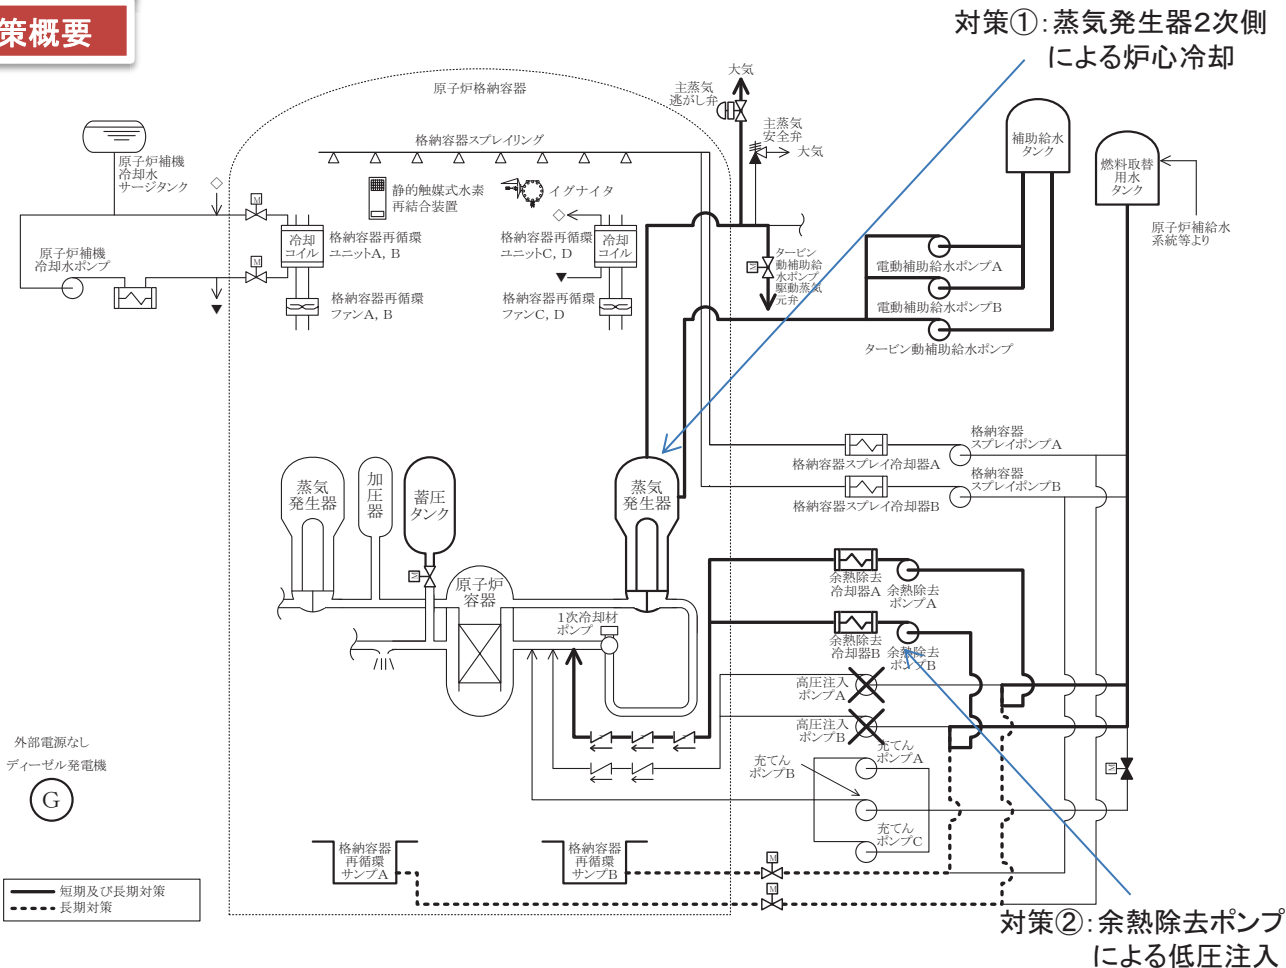 策概要
対策①：蒸気発生器2次側
による炉心冷却
原子炉格納容器
大気
主蒸気
逃がし弁
主蒸気
安全弁
大気
補助給水
タンク
燃料取替
用水
タンク
原子炉補給水
系統等より
原子炉補機
冷却水
サージタンク
格納容器スプレイリング
静的触媒式水素
再結合装置
イグナイタ
M
冷却
コイル
格納容器再循環
ユニットA, B
格納容器再循環
ユニットC, D
冷却
コイル
タービン
動補助給
水ポンプ
駆動蒸気
元弁
M
電動補助給水ポンプA
電動補助給水ポンプB
タービン動補助給水ポンプ
原子炉補機
冷却水ポンプ
M
格納容器再循環
ファンA, B
格納容器再循環
ファンC, D
格納容器
スプレイポンプA
格納容器スプレイ冷却器A
格納容器
スプレイポンプB
格納容器スプレイ冷却器B
蒸気
発生器
加
圧
器
蓄圧
タンク
蒸気
発生器
M
原子炉
容器
1次冷却材
ポンプ
余熱除去
冷却器A
余熱除去
ポンプA
余熱除去
冷却器B
余熱除去
ポンプB
高圧注入
ポンプA
高圧注入
ポンプB
充てん
ポンプA
充てん
ポンプB
充てん
ポンプC
M
外部電源なし
ディーゼル発電機
G
格納容器
再循環
サンプA
格納容器
再循環
サンプB
M
M
短期及び長期対策
長期対策
対策②：余熱除去ポンプ
による低圧注入